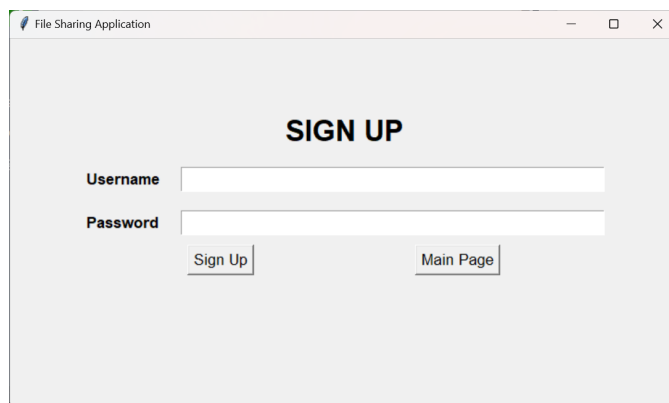 File Sharing Application
SIGN UP
Username
Password
Sign Up Main Page